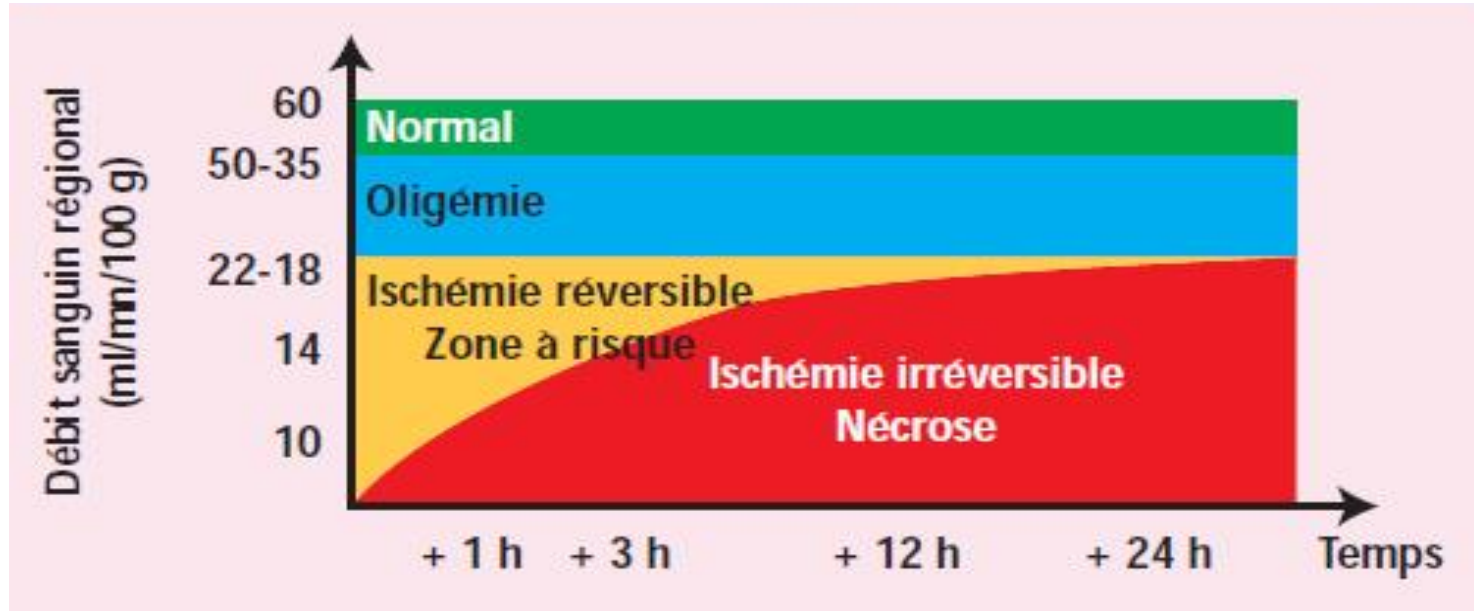 Débit sanguin régional
(ml/mn/100 g)
60
50-35
22-18
14
10
Normal
Oligémie
Ischémie réversible
Zone à risque
Ischémie irréversible
Nécrose
+ 1 h
+ 3 h
+ 12 h
+ 24 h
Temps